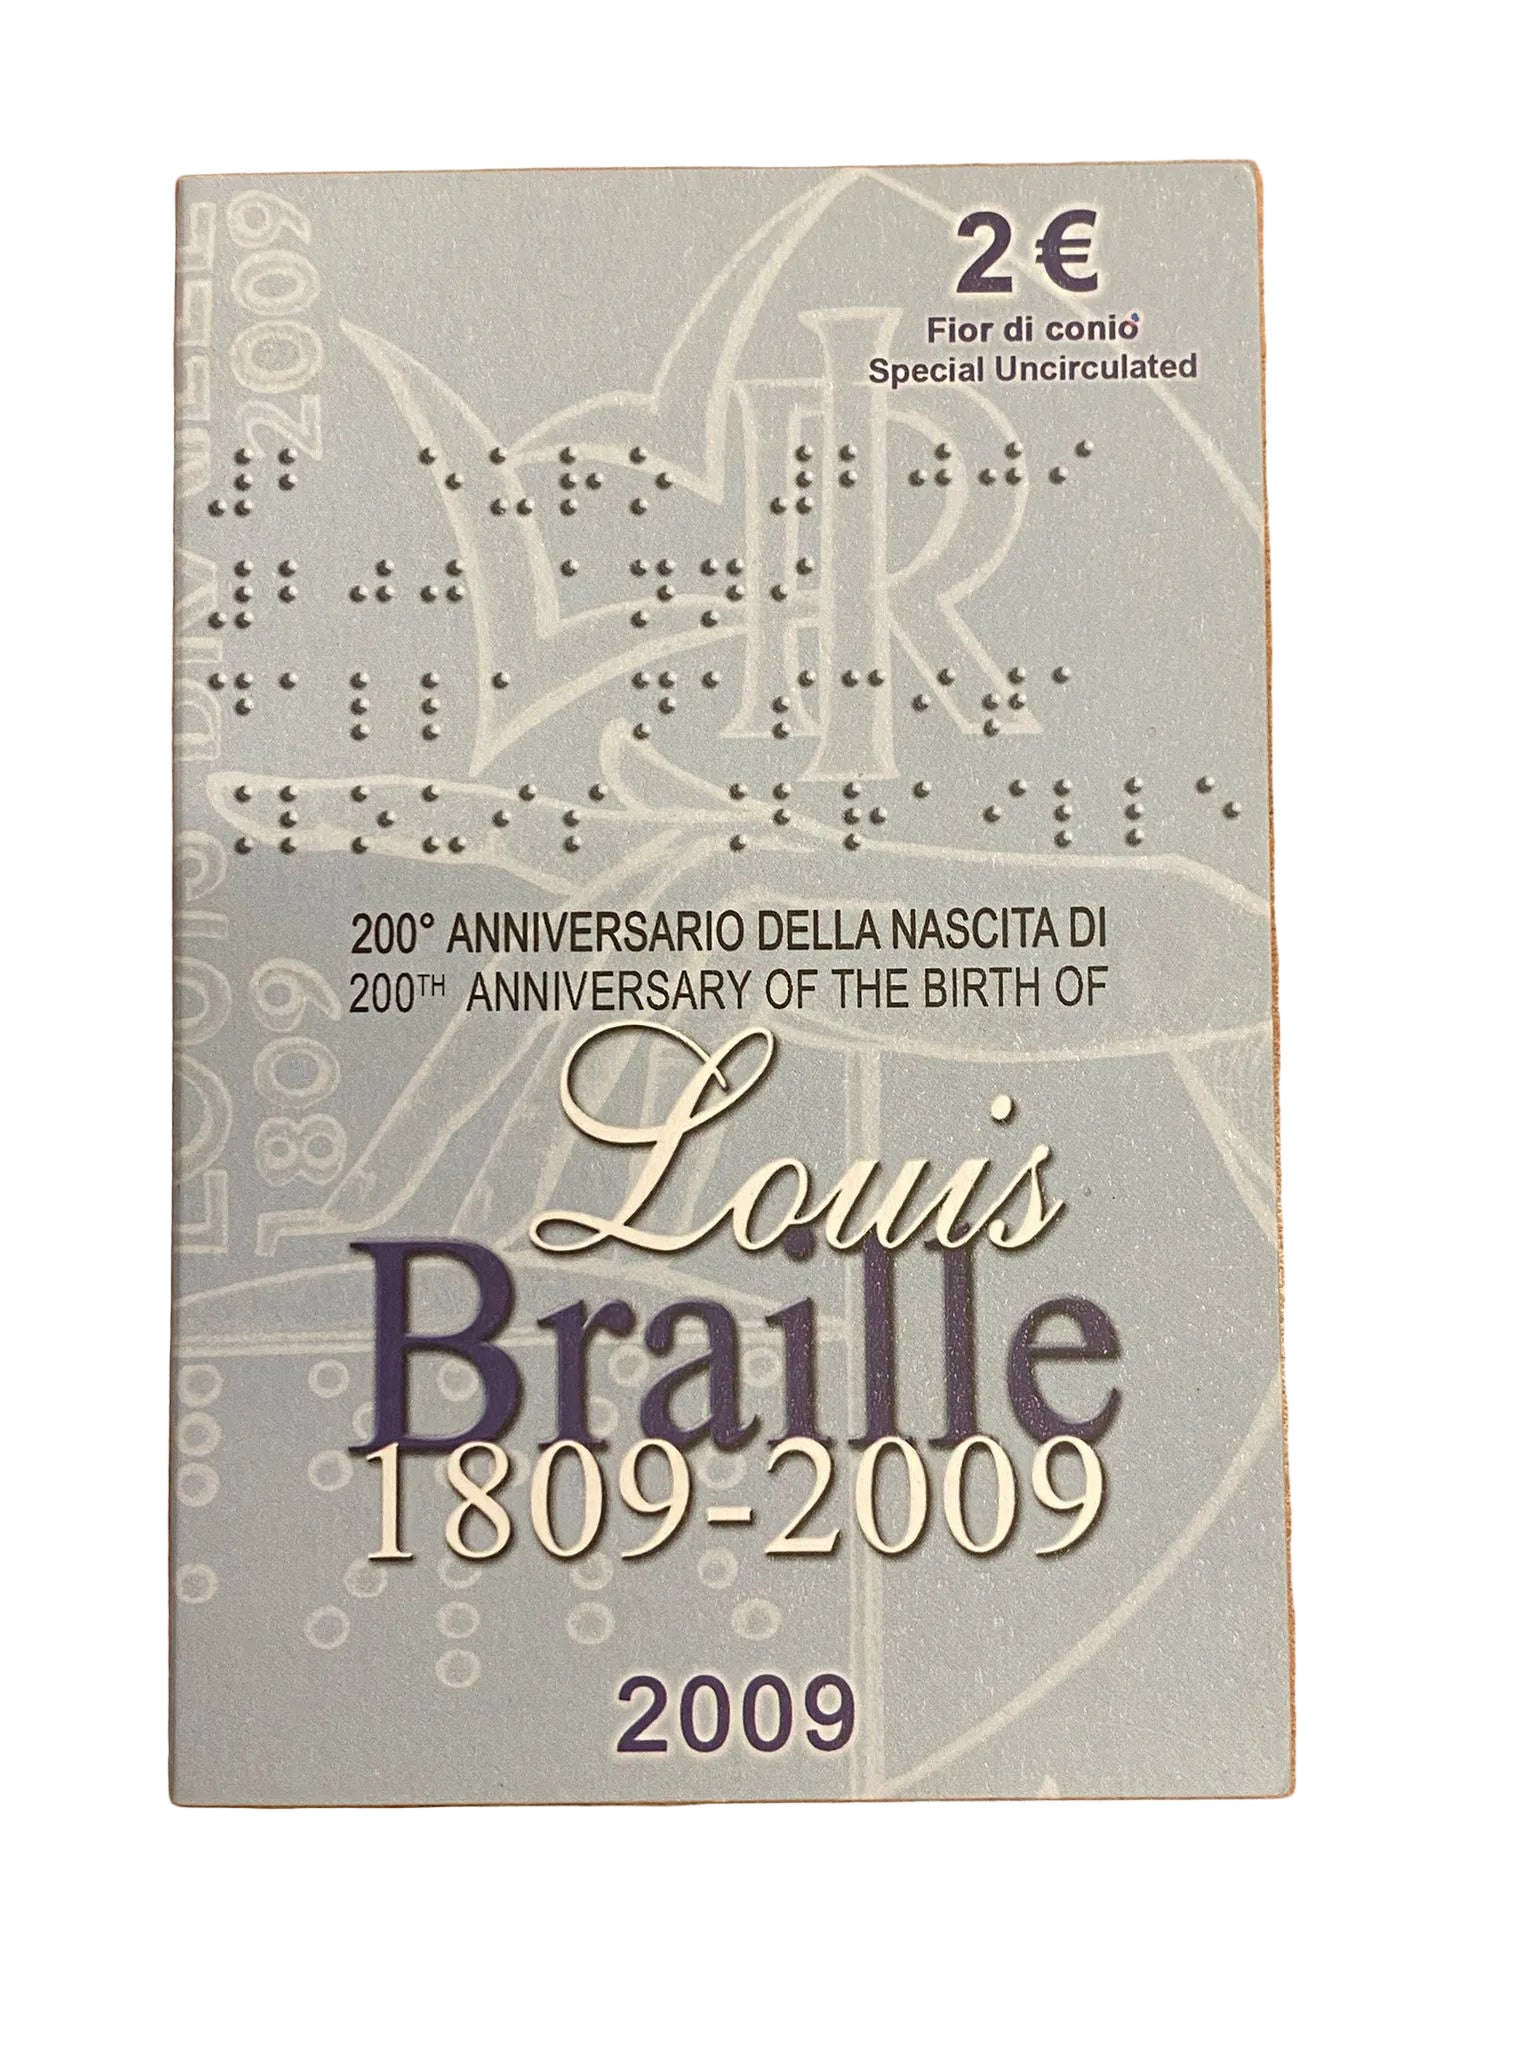 2 €
Fior di conio
Special Uncirculated
⠼⠃ ⠑⠥⠗⠕ ⠼⠃⠚⠚⠊
⠼⠃⠚⠚ ⠁⠝⠝⠊
⠙⠁⠇⠇⠁ ⠝⠁⠎⠉⠊⠞⠁
⠨⠇⠕⠥⠊⠎ ⠨⠃⠗⠁⠊⠇⠇⠑
200° ANNIVERSARIO DELLA NASCITA DI
200TH ANNIVERSARY OF THE BIRTH OF
Louis
Braille
1809-2009
2009